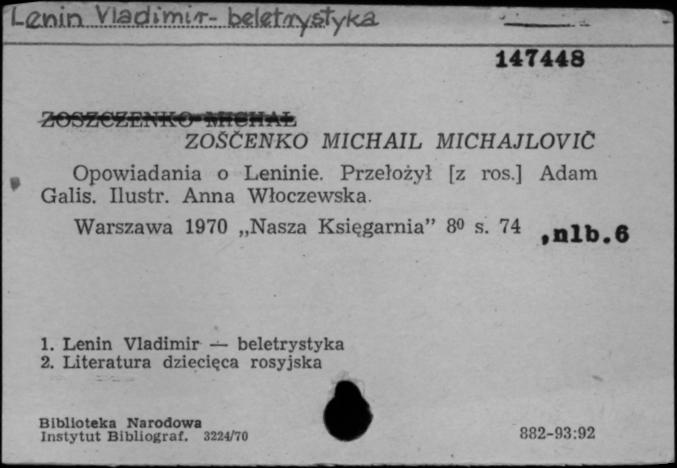 Lenin Vladimir - beletrystyka
147448
ZOSZCZENKO MICHAŁ
ZOŠČENKO MICHAIL MICHAJLOVIČ
Opowiadania o Leninie. Przełożył [z ros.] Adam
Galis. Ilustr. Anna Włoczewska.
Warszawa 1970 „Nasza Księgarnia” 8⁰ s. 74 ,nlb.6
1. Lenin Vladimir — beletrystyka
2. Literatura dziecięca rosyjska
Biblioteka Narodowa
Instytut Bibliograf. 3224/70
882-93:92